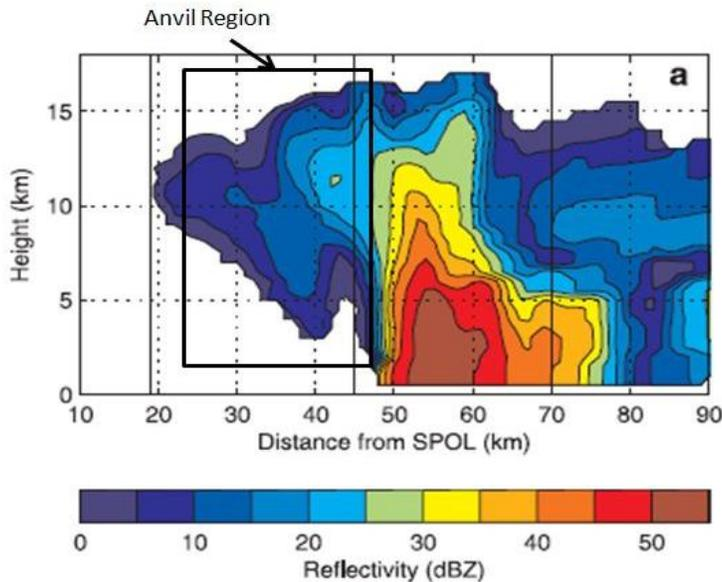 Anvil Region
a
15
10
5
0
Height (km)
10 20 30 40 50 60 70 80 90
Distance from SPOL (km)
0 10 20 30 40 50
Reflectivity (dBZ)